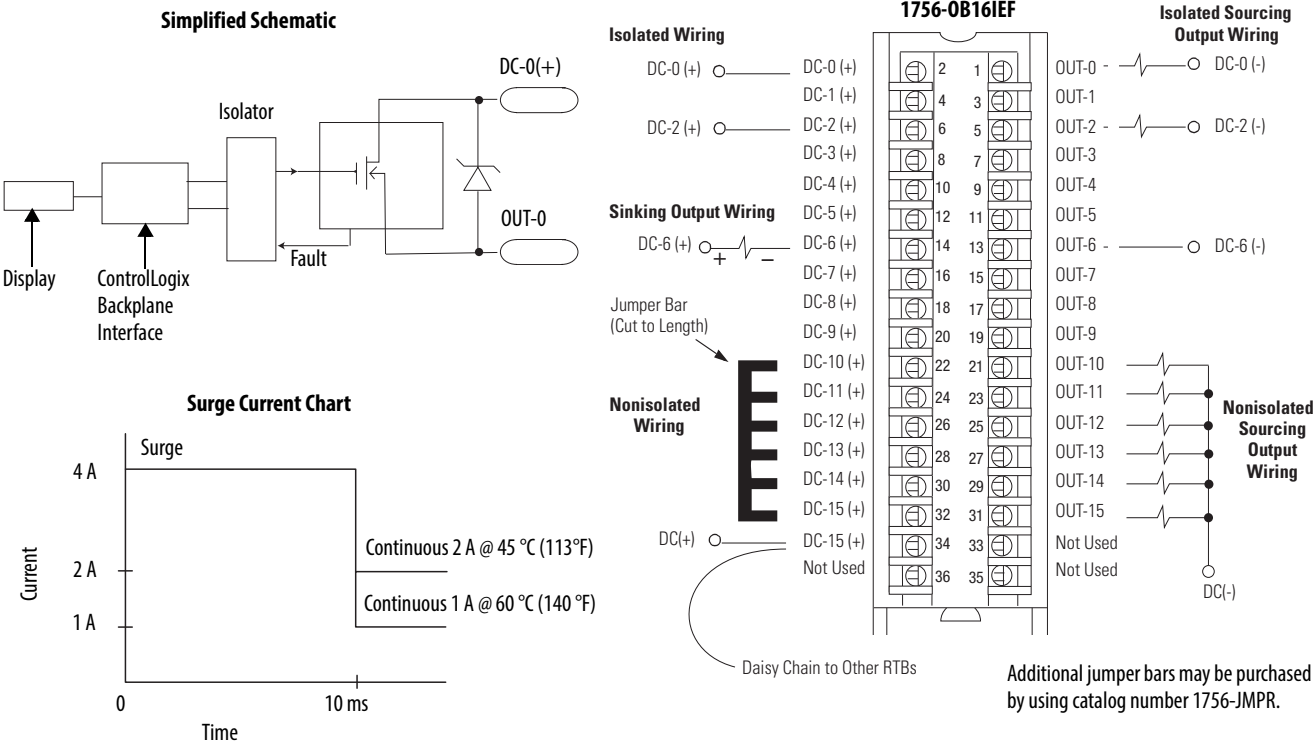 Simplified Schematic
DC-0(+)
Isolator
OUT-0
Fault
Display
ControlLogix
Backplane
Interface
Surge Current Chart
Surge
4 A
Continuous 2 A @ 45 °C (113°F)
2 A
Continuous 1 A @ 60 °C (140 °F)
1 A
Current
0
10 ms
Time
1756-OB16IEF
Isolated Wiring
Isolated Sourcing
Output Wiring
DC-0 (+) DC-0 (+) 2 1 OUT-0 - DC-0 (-)
DC-1 (+) 4 3 OUT-1
DC-2 (+) DC-2 (+) 6 5 OUT-2 - DC-2 (-)
DC-3 (+) 8 7 OUT-3
DC-4 (+) 10 9 OUT-4
Sinking Output Wiring
DC-5 (+) 12 11 OUT-5
DC-6 (+) + – DC-6 (+) 14 13 OUT-6 - DC-6 (-)
DC-7 (+) 16 15 OUT-7
Jumper Bar
(Cut to Length)
DC-8 (+) 18 17 OUT-8
DC-9 (+) 20 19 OUT-9
DC-10 (+) 22 21 OUT-10
DC-11 (+) 24 23 OUT-11
Nonisolated
Wiring
DC-12 (+) 26 25 OUT-12
DC-13 (+) 28 27 OUT-13
DC-14 (+) 30 29 OUT-14
DC-15 (+) 32 31 OUT-15
Nonisolated
Sourcing
Output
Wiring
DC(+) DC-15 (+) 34 33 Not Used
Not Used 36 35 Not Used
DC(-)
Daisy Chain to Other RTBs
Additional jumper bars may be purchased
by using catalog number 1756-JMPR.